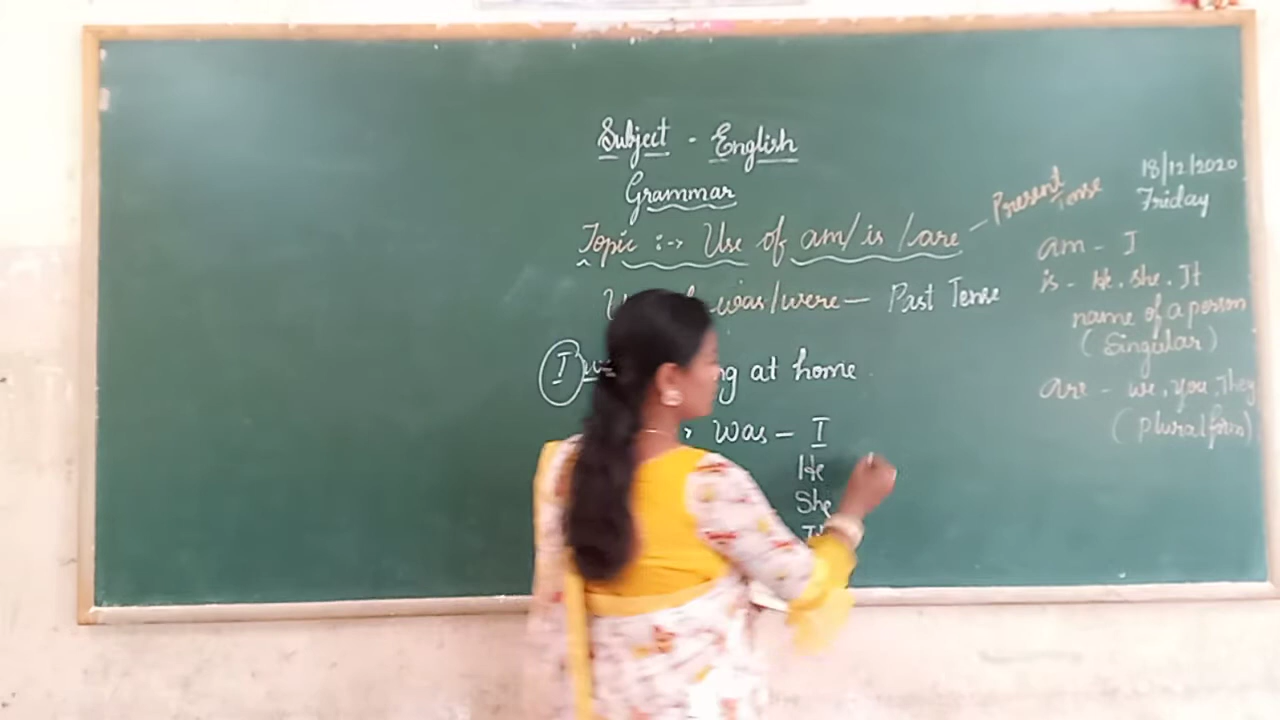 Subject - English
Grammar
Topic :-> Use of am/is/are - Present Tense
was/were - Past Tense
I at home
Was - I
He
She
18/12/2020
Friday
am - I
is - He, She, It
name of a person
(Singular)
are - we, you, They
(Plural form)